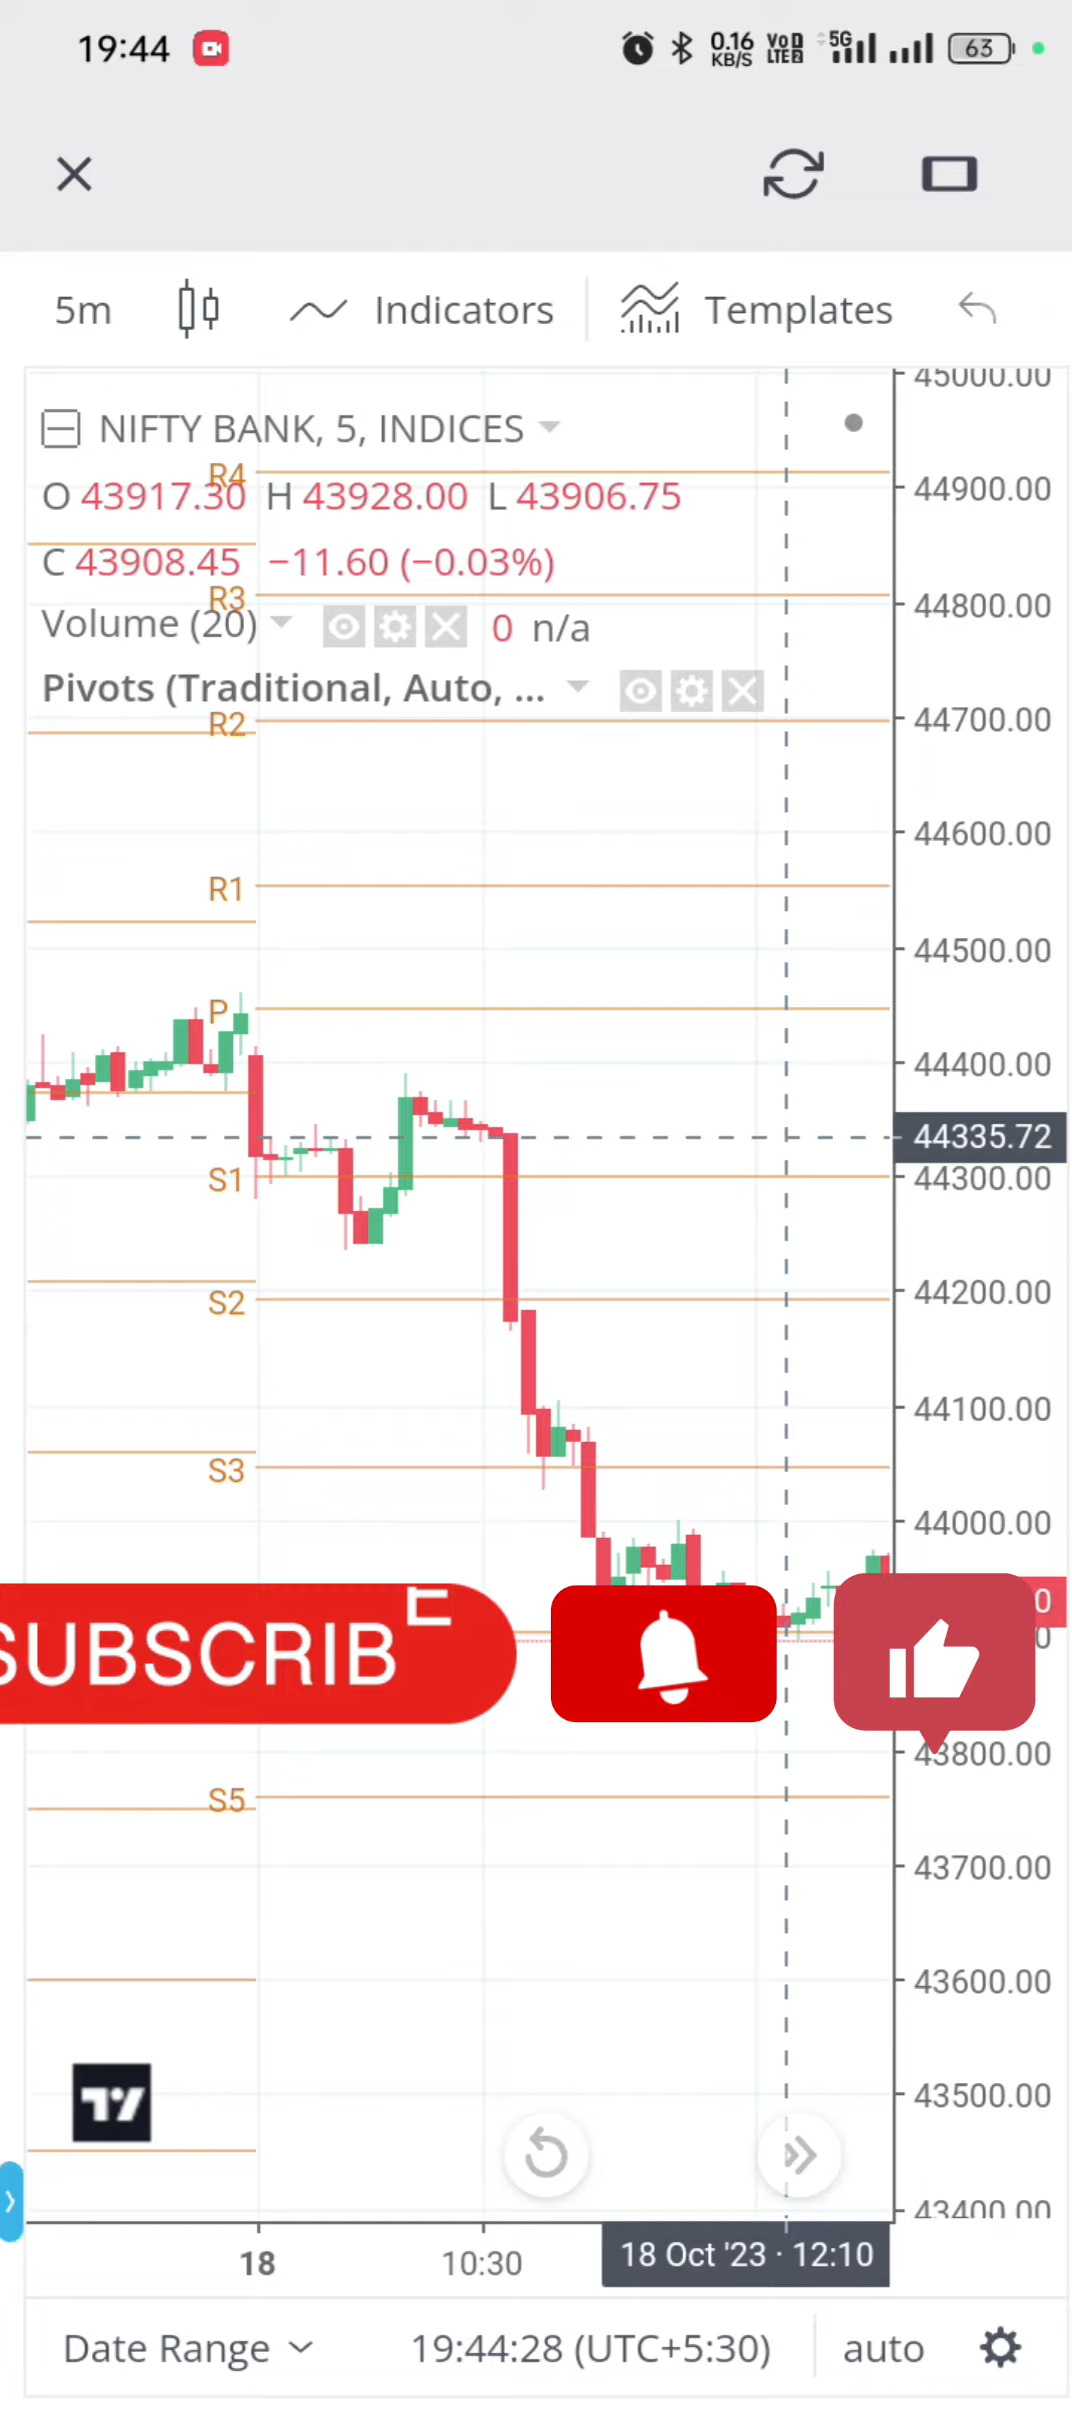 19:44
0.16 KB/S VoD LTE2 5G 63
5m Indicators Templates
45000.00
NIFTY BANK, 5, INDICES
R4
44900.00
O 43917.30 H 43928.00 L 43906.75
C 43908.45 −11.60 (−0.03%)
R3
44800.00
Volume (20) 0 n/a
Pivots (Traditional, Auto, ...
R2
44700.00
44600.00
R1
44500.00
P
44400.00
44335.72
S1
44300.00
S2
44200.00
44100.00
S3
44000.00
0
0
SUBSCRIBE
43800.00
S5
43700.00
43600.00
43500.00
43400.00
18 10:30 18 Oct '23 · 12:10
Date Range 19:44:28 (UTC+5:30) auto